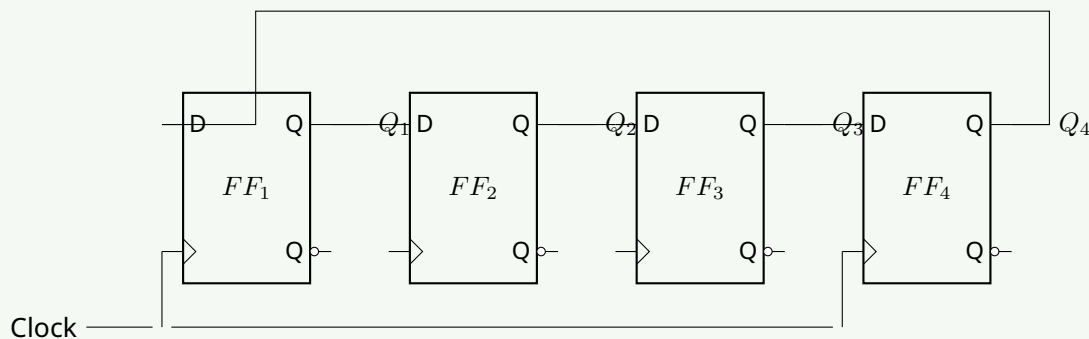 D Q Q₁ D Q Q₂ D Q Q₃ D Q Q₄
FF₁ FF₂ FF₃ FF₄
Q Q Q Q
Clock